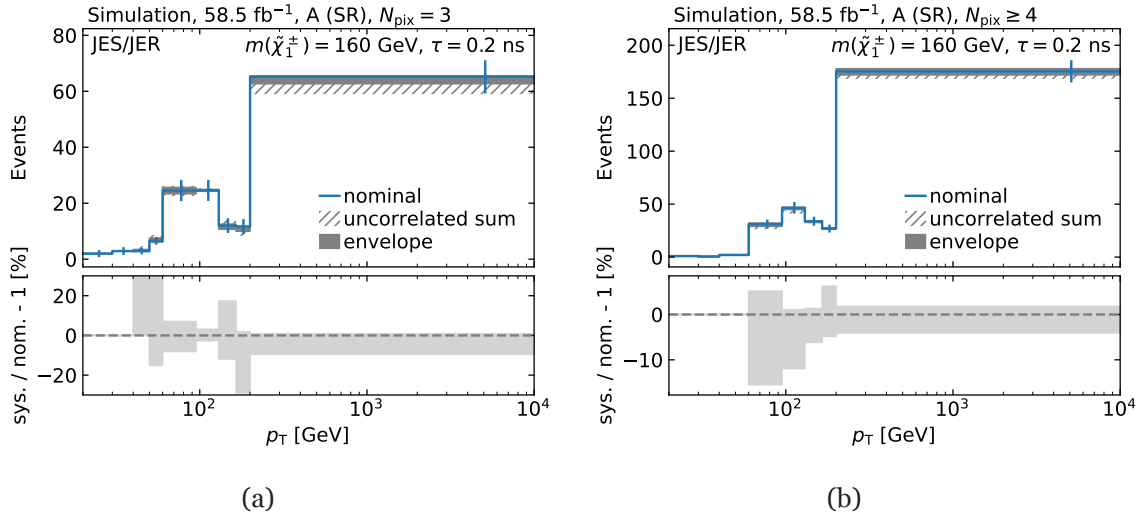 Simulation, 58.5 fb⁻¹, A (SR), N_pix = 3
JES/JER
m(χ̃₁±) = 160 GeV, τ = 0.2 ns
Events
80
60
40
20
0
nominal
uncorrelated sum
envelope
sys. / nom. - 1 [%]
20
0
−20
10² 10³ 10⁴
p_T [GeV]
(a)
Simulation, 58.5 fb⁻¹, A (SR), N_pix ≥ 4
JES/JER
m(χ̃₁±) = 160 GeV, τ = 0.2 ns
Events
200
150
100
50
0
nominal
uncorrelated sum
envelope
sys. / nom. - 1 [%]
0
−10
10² 10³ 10⁴
p_T [GeV]
(b)